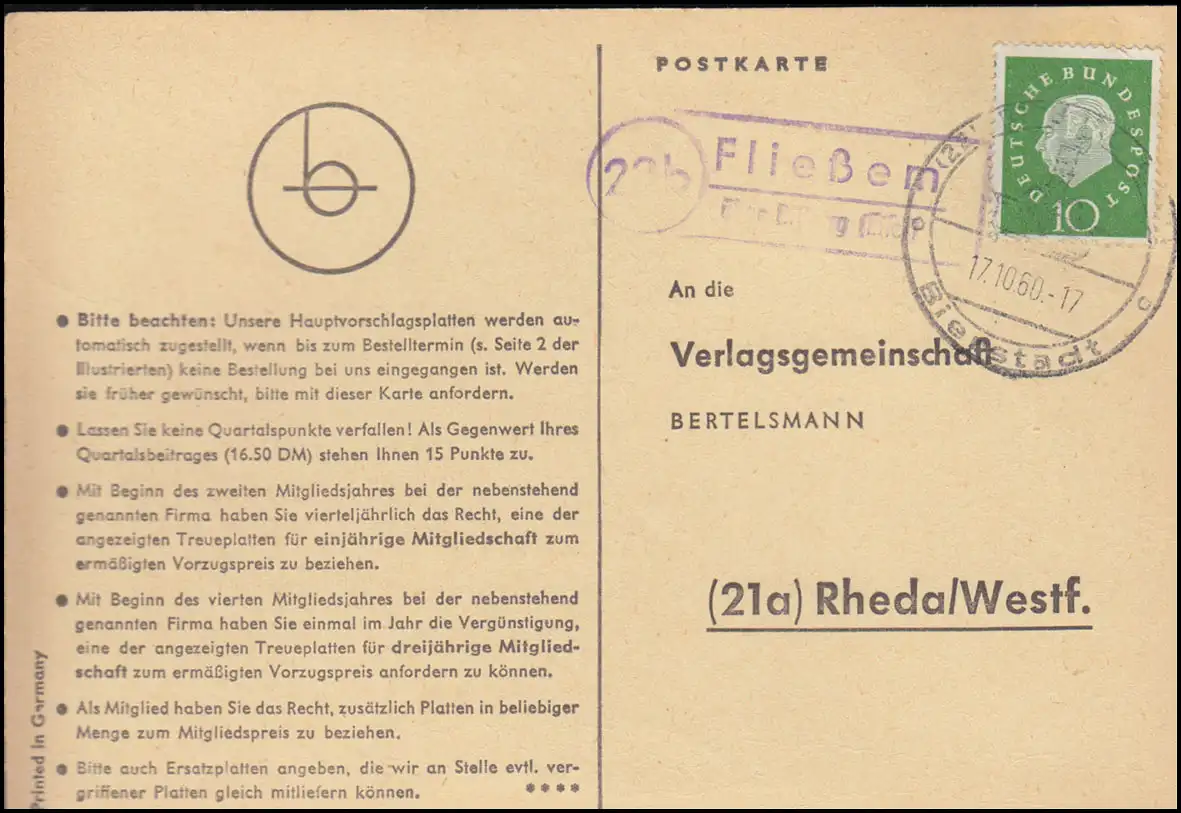 POSTKARTE
DEUTSCHE BUNDESPOST
10
22b
Fließem
(22
17.10.60.-17
Bierstadt
An die
Verlagsgemeinschaft
BERTELSMANN
(21a) Rheda/Westf.
● Bitte beachten: Unsere Hauptvorschlagsplatten werden au-
tomatisch zugestellt, wenn bis zum Bestelltermin (s. Seite 2 der
Illustrierten) keine Bestellung bei uns eingegangen ist. Werden
sie früher gewünscht, bitte mit dieser Karte anfordern.
● Lassen Sie keine Quartalspunkte verfallen! Als Gegenwert Ihres
Quartalsbeitrages (16.50 DM) stehen Ihnen 15 Punkte zu.
● Mit Beginn des zweiten Mitgliedsjahres bei der nebenstehend
genannten Firma haben Sie vierteljährlich das Recht, eine der
angezeigten Treueplatten für einjährige Mitgliedschaft zum
ermäßigten Vorzugspreis zu beziehen.
● Mit Beginn des vierten Mitgliedsjahres bei der nebenstehend
genannten Firma haben Sie einmal im Jahr die Vergünstigung,
eine der angezeigten Treueplatten für dreijährige Mitglied-
schaft zum ermäßigten Vorzugspreis anfordern zu können.
● Als Mitglied haben Sie das Recht, zusätzlich Platten in beliebiger
Menge zum Mitgliedspreis zu beziehen.
● Bitte auch Ersatzplatten angeben, die wir an Stelle evtl. ver-
griffener Platten gleich mitliefern können. ****
Printed in Germany